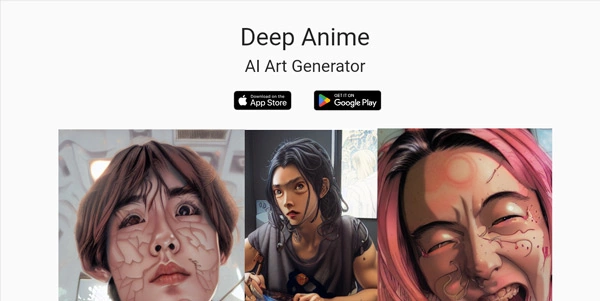 Deep Anime
AI Art Generator
Download on the
App Store
GET IT ON
Google Play